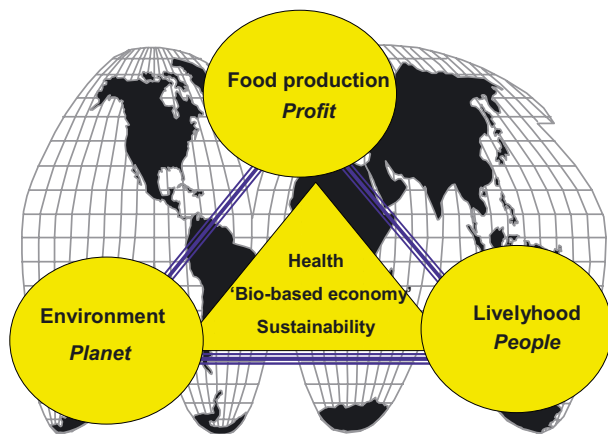 Food production
Profit
Health
'Bio-based economy'
Sustainability
Environment
Planet
Livelyhood
People